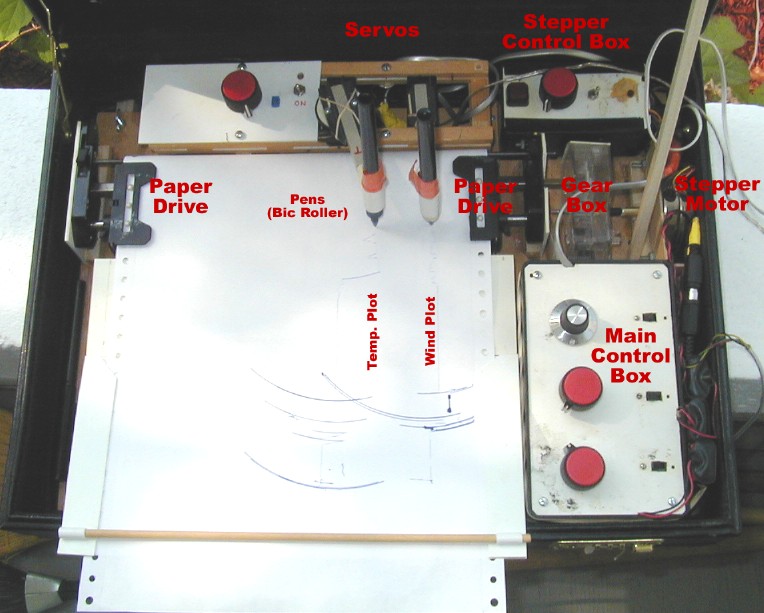 Servos
Stepper
Control Box
ON
Paper
Drive
Pens
(Bic Roller)
Paper
Drive
Gear
Box
Stepper
Motor
Temp. Plot
Wind Plot
Main
Control
Box